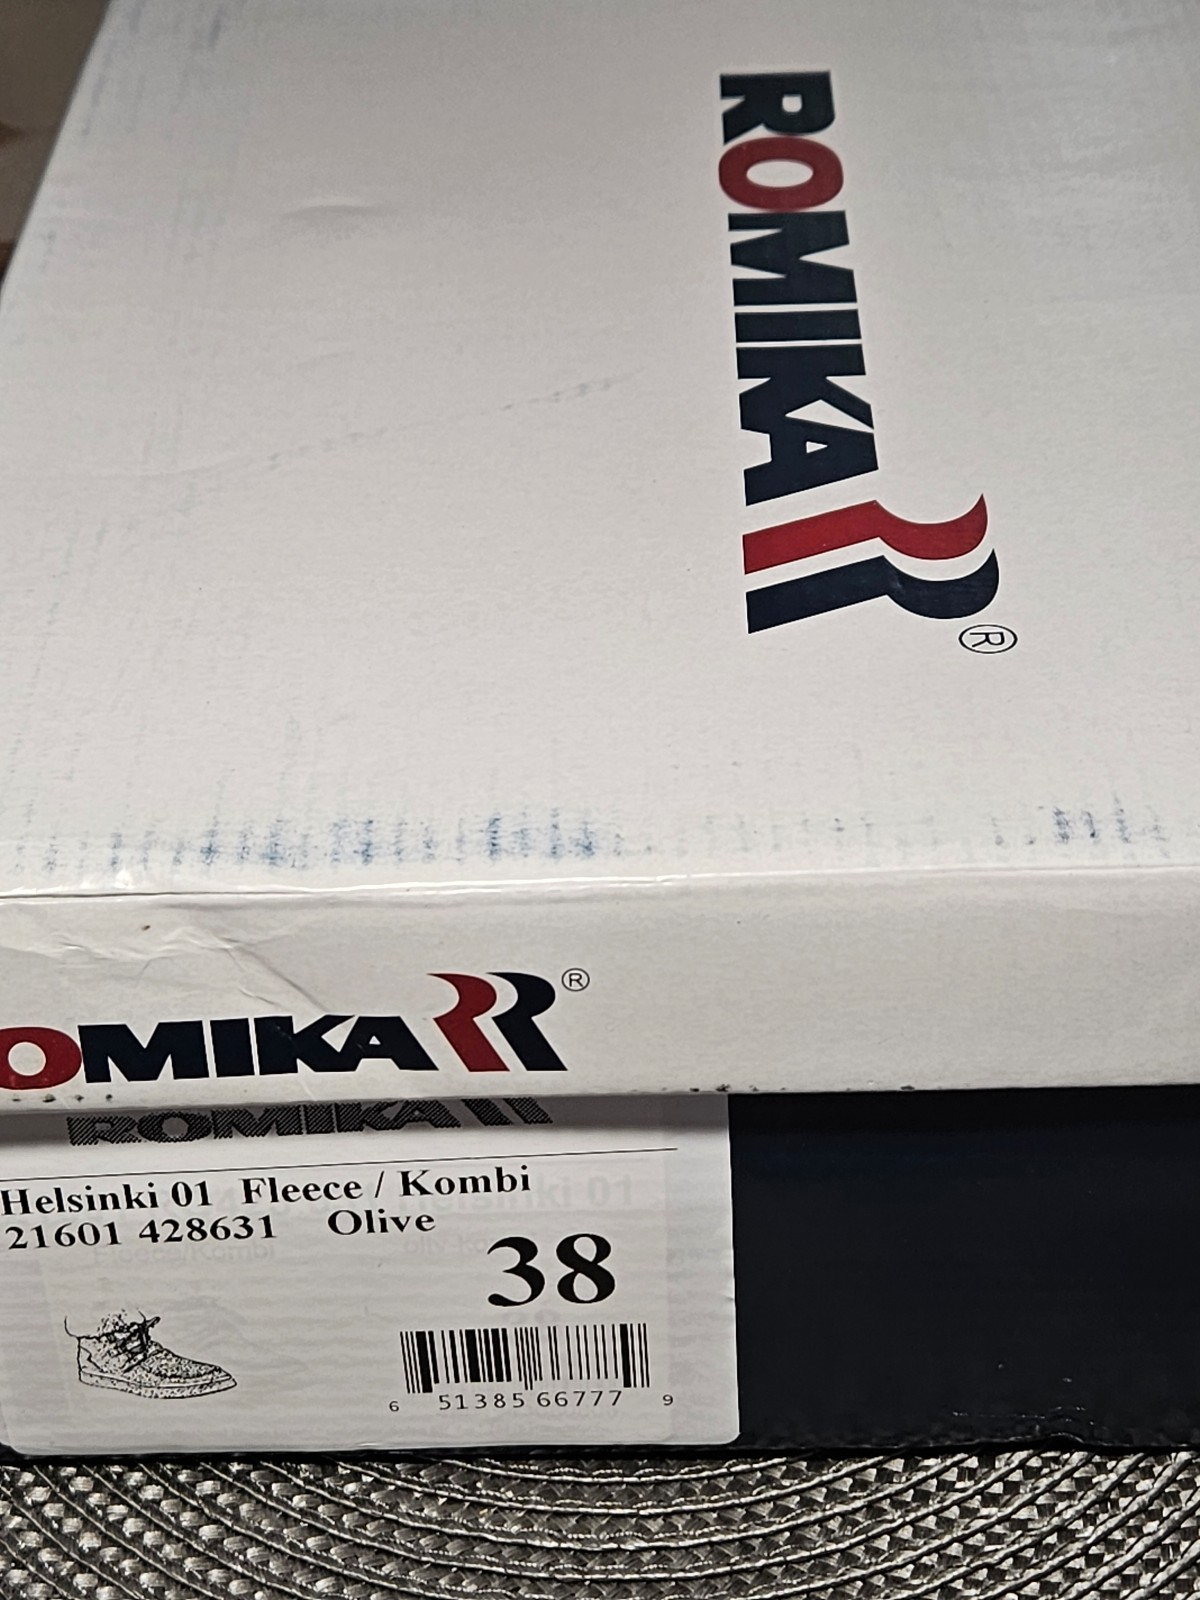 ROMIKA
®
OMIKA ®
ROMIKA
Helsinki 01 Fleece / Kombi
21601 428631 Olive
38
6 51385 66777 9